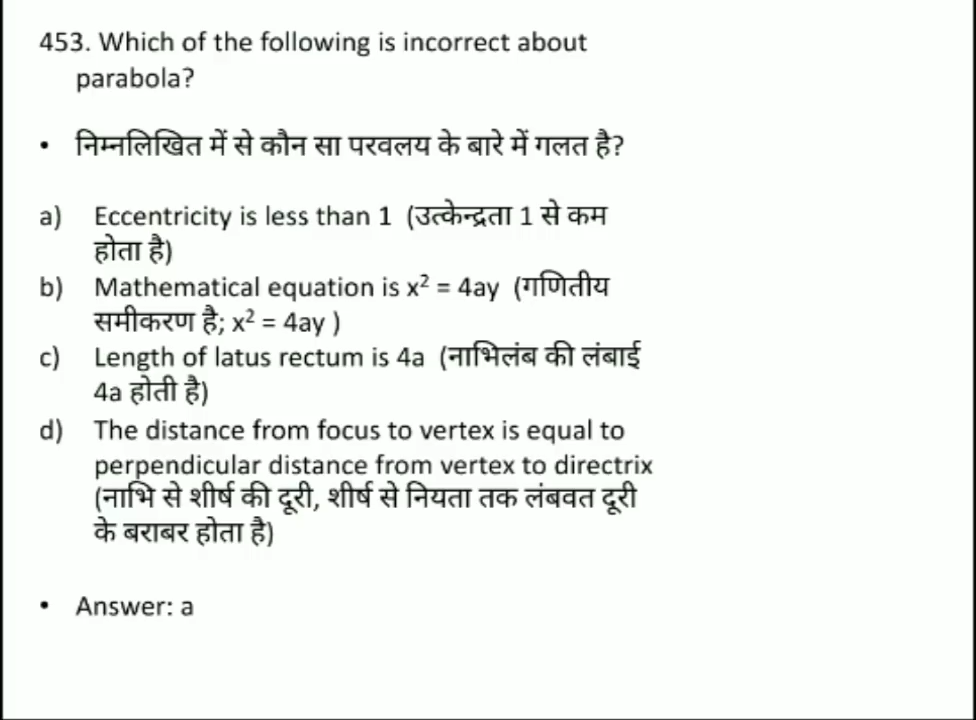 453. Which of the following is incorrect about
parabola?
• निम्नलिखित में से कौन सा परवलय के बारे में गलत है?
a) Eccentricity is less than 1 (उत्केन्द्रता 1 से कम
होता है)
b) Mathematical equation is x² = 4ay (गणितीय
समीकरण है; x² = 4ay )
c) Length of latus rectum is 4a (नाभिलंब की लंबाई
4a होती है)
d) The distance from focus to vertex is equal to
perpendicular distance from vertex to directrix
(नाभि से शीर्ष की दूरी, शीर्ष से नियता तक लंबवत दूरी
के बराबर होता है)
• Answer: a